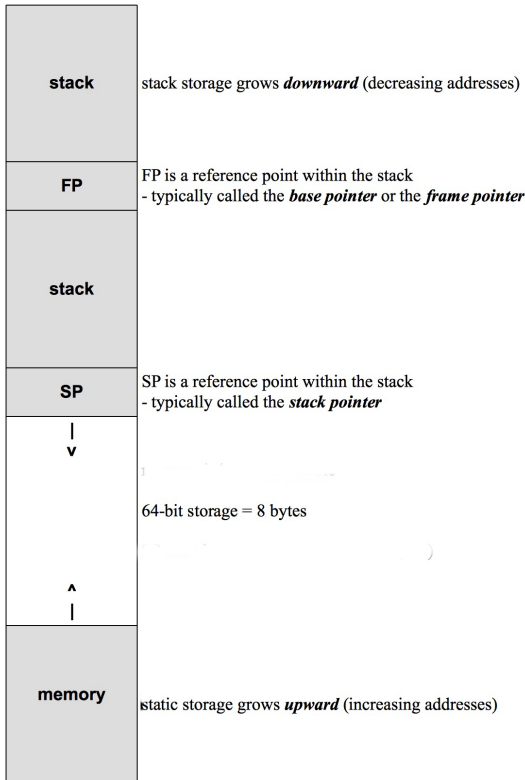 stack
stack storage grows downward (decreasing addresses)
FP
FP is a reference point within the stack
- typically called the base pointer or the frame pointer
stack
SP
SP is a reference point within the stack
- typically called the stack pointer
|
v
64-bit storage = 8 bytes
^
|
memory
static storage grows upward (increasing addresses)